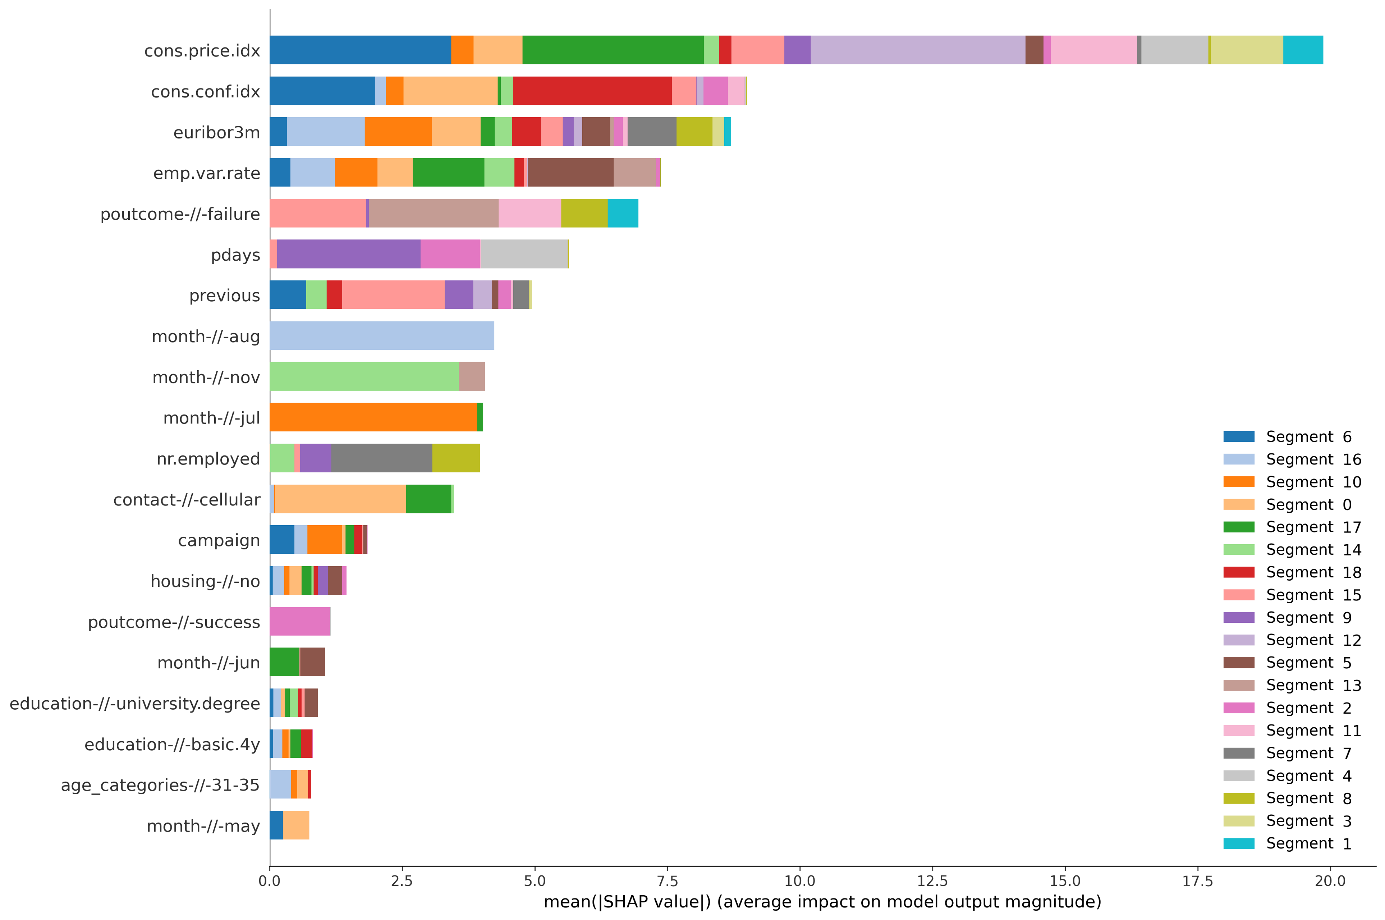 cons.price.idx
cons.conf.idx
euribor3m
emp.var.rate
poutcome-//-failure
pdays
previous
month-//-aug
month-//-nov
month-//-jul
nr.employed
contact-//-cellular
campaign
housing-//-no
poutcome-//-success
month-//-jun
education-//-university.degree
education-//-basic.4y
age_categories-//-31-35
month-//-may
Segment 6
Segment 16
Segment 10
Segment 0
Segment 17
Segment 14
Segment 18
Segment 15
Segment 9
Segment 12
Segment 5
Segment 13
Segment 2
Segment 11
Segment 7
Segment 4
Segment 8
Segment 3
Segment 1
0.0 2.5 5.0 7.5 10.0 12.5 15.0 17.5 20.0
mean(|SHAP value|) (average impact on model output magnitude)